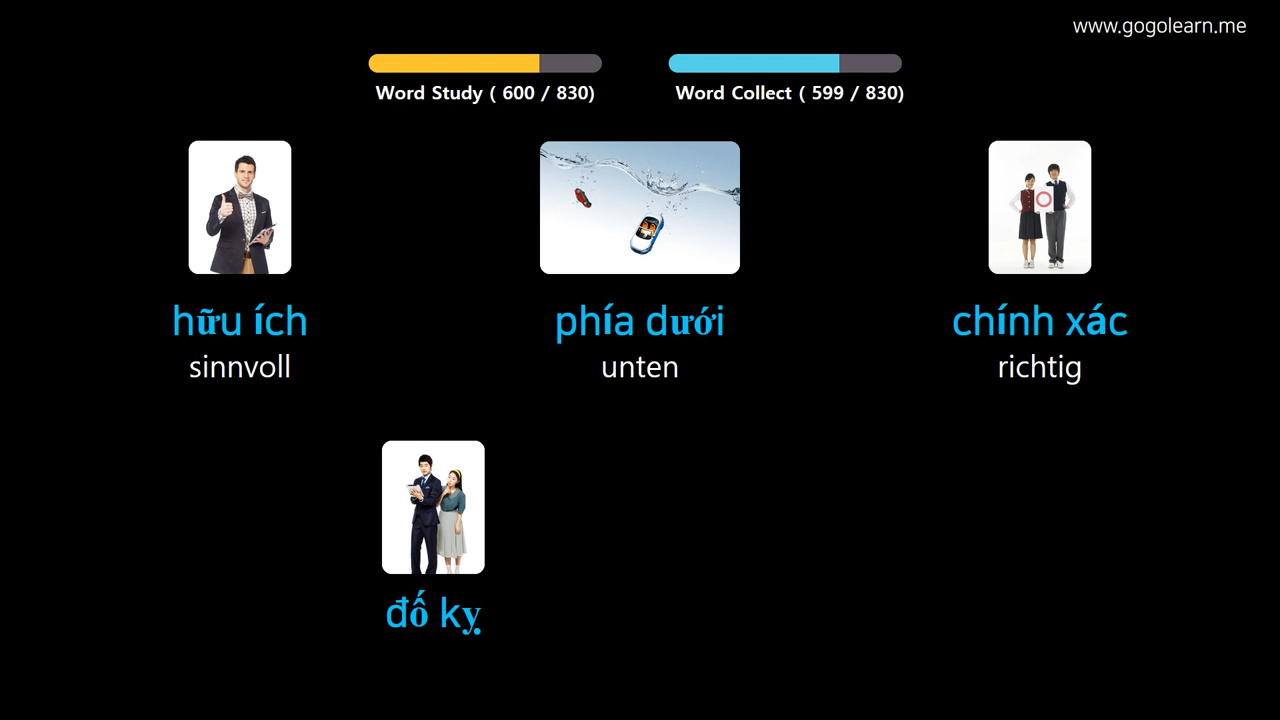 www.gogolearn.me
Word Study ( 600 / 830)
Word Collect ( 599 / 830)
hữu ích
sinnvoll
phía dưới
unten
chính xác
richtig
đố kỵ